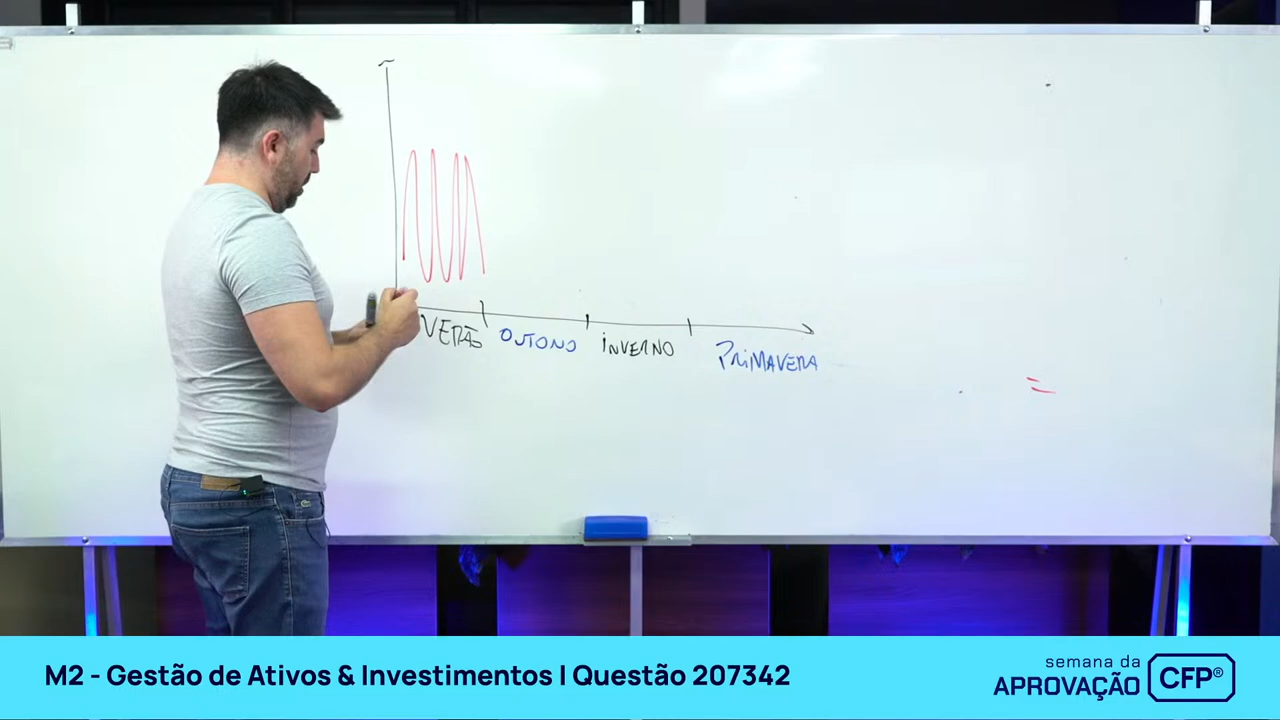 VERÃO OUTONO INVERNO PRIMAVERA
=
M2 - Gestão de Ativos & Investimentos | Questão 207342
semana da
APROVAÇÃO CFP®